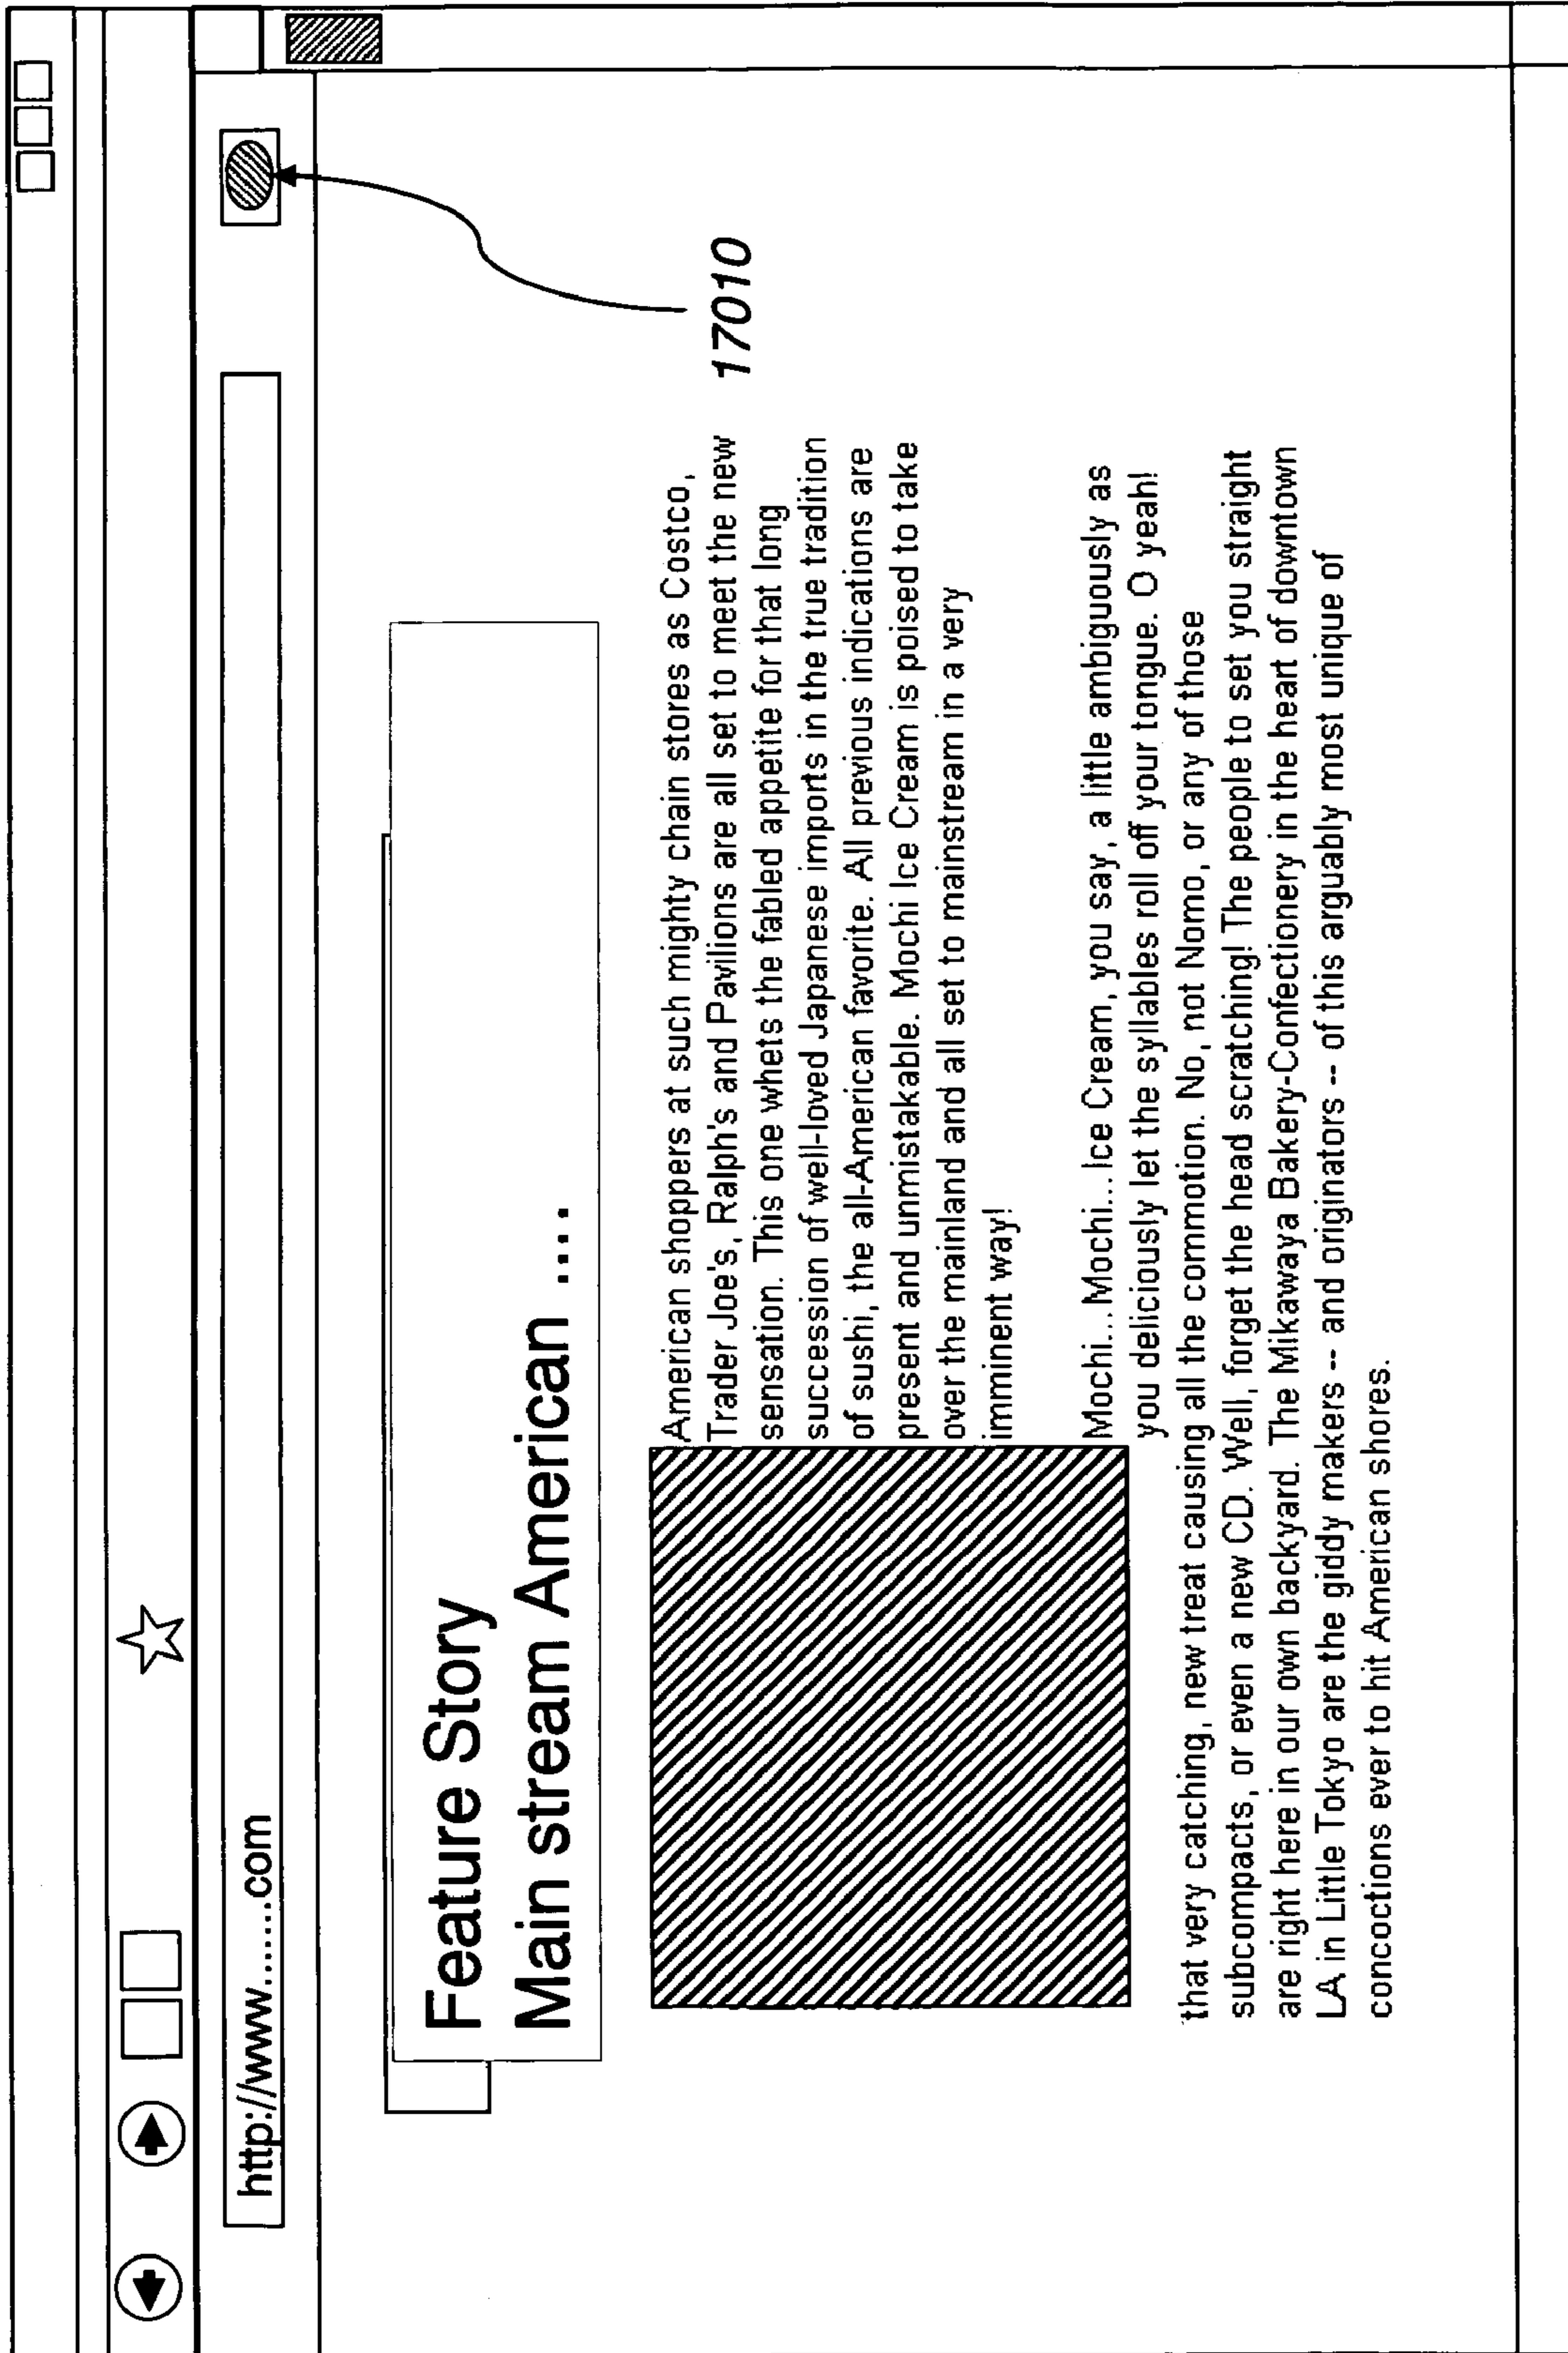 http://www.......com
17010
Feature Story
Main stream American ....
American shoppers at such mighty chain stores as Costco,
Trader Joe's, Ralph's and Pavilions are all set to meet the new
sensation. This one whets the fabled appetite for that long
succession of well-loved Japanese imports in the true tradition
of sushi, the all-American favorite. All previous indications are
present and unmistakable. Mochi Ice Cream is poised to take
over the mainland and all set to mainstream in a very
imminent way!
Mochi...Mochi...Ice Cream, you say, a little ambiguously as
you deliciously let the syllables roll off your tongue. O yeah!
that very catching, new treat causing all the commotion. No, not Nomo, or any of those
subcompacts, or even a new CD. Well, forget the head scratching! The people to set you straight
are right here in our own backyard. The Mikawaya Bakery-Confectionery in the heart of downtown
LA in Little Tokyo are the giddy makers -- and originators -- of this arguably most unique of
concoctions ever to hit American shores.